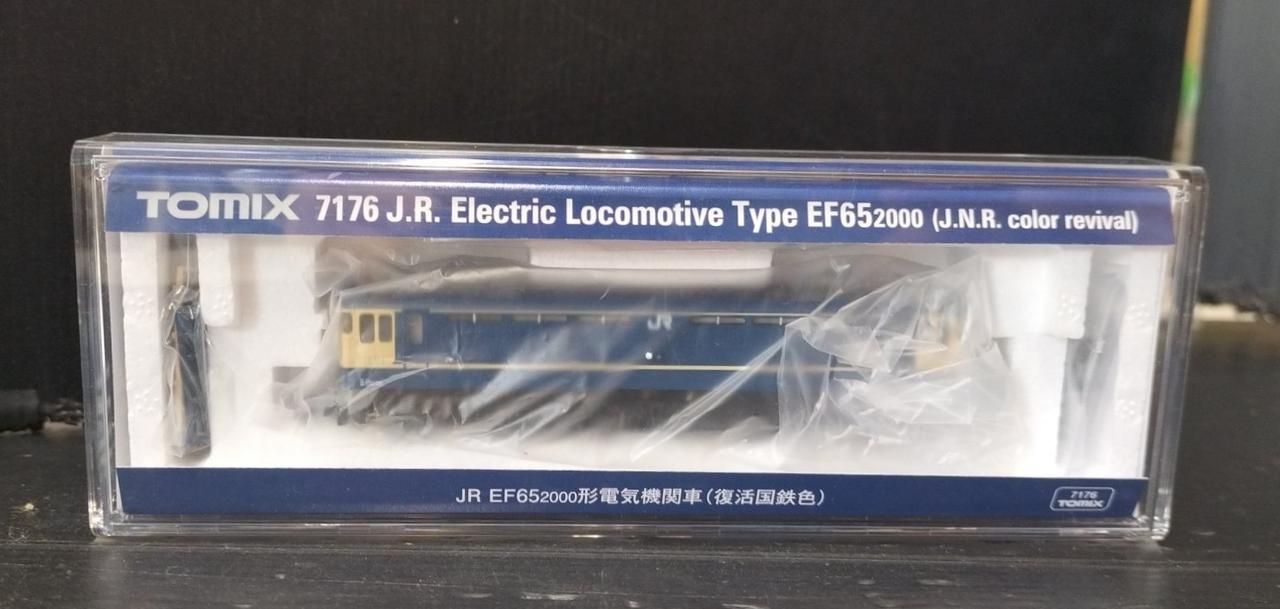 TOMIX 7176 J.R. Electric Locomotive Type EF652000 (J.N.R. color revival)
JR
JR EF652000形電気機関車(復活国鉄色)
7176
TOMIX